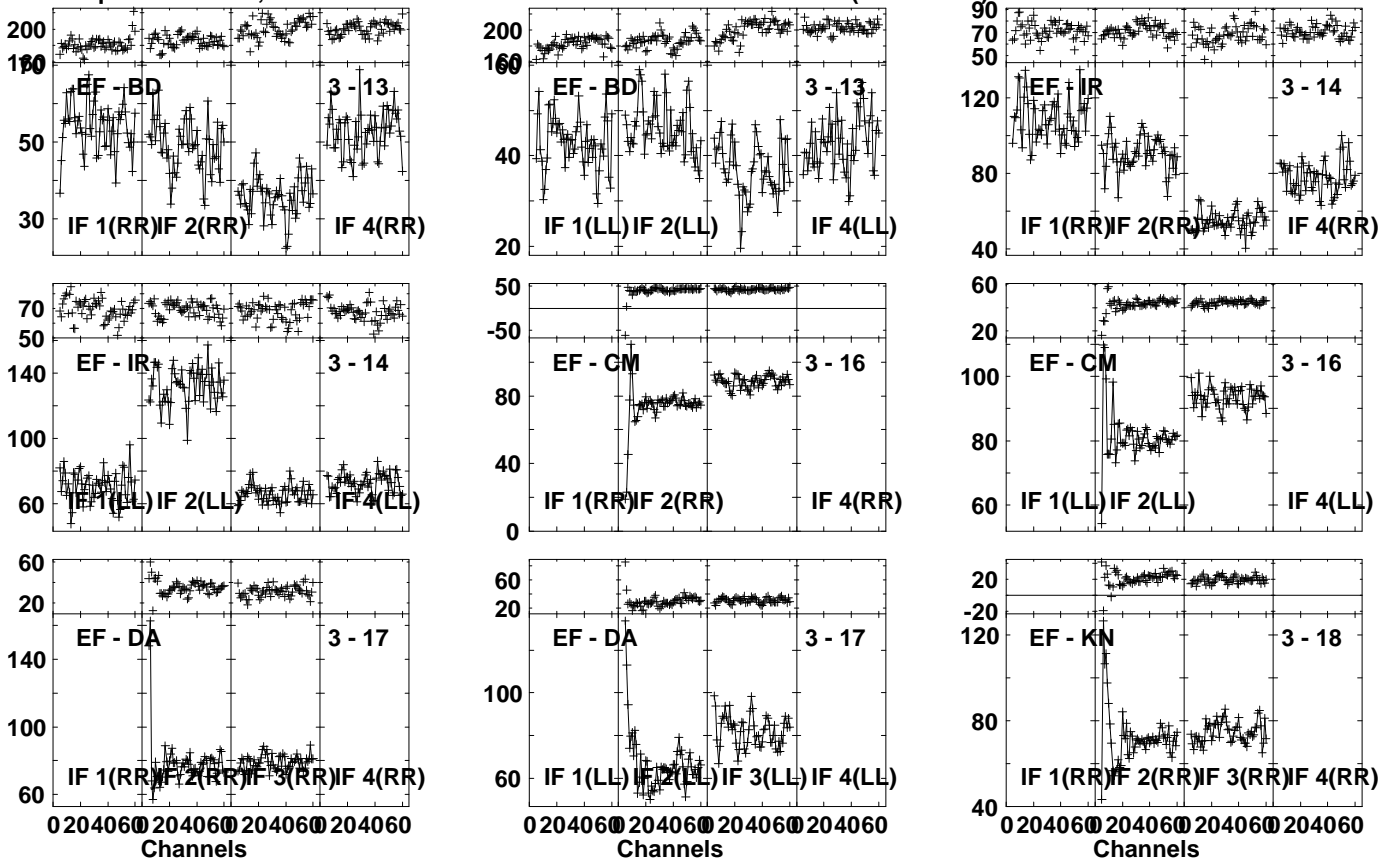 200
160
70
50
30
EF - BD
3 - 13
IF 1(RR)
IF 2(RR)
IF 4(RR)
200
160
60
40
20
EF - BD
3 - 13
IF 1(LL)
IF 2(LL)
IF 4(LL)
90
70
50
120
80
40
EF - IR
3 - 14
IF 1(RR)
IF 2(RR)
IF 4(RR)
70
50
140
100
60
EF - IR
3 - 14
IF 1(LL)
IF 2(LL)
IF 4(LL)
50
-50
80
40
0
EF - CM
3 - 16
IF 1(RR)
IF 2(RR)
IF 4(RR)
60
20
100
80
60
EF - CM
3 - 16
IF 1(LL)
IF 2(LL)
IF 4(LL)
60
20
140
100
60
EF - DA
3 - 17
IF 1(RR)
IF 2(RR)
IF 3(RR)
IF 4(RR)
0 20 40 60 0 20 40 60 0 20 40 60 0 20 40 60
Channels
60
20
100
60
EF - DA
3 - 17
IF 1(LL)
IF 2(LL)
IF 3(LL)
IF 4(LL)
0 20 40 60 0 20 40 60 0 20 40 60 0 20 40 60
Channels
20
-20
120
80
40
EF - KN
3 - 18
IF 1(RR)
IF 2(RR)
IF 3(RR)
IF 4(RR)
0 20 40 60 0 20 40 60 0 20 40 60 0 20 40 60
Channels